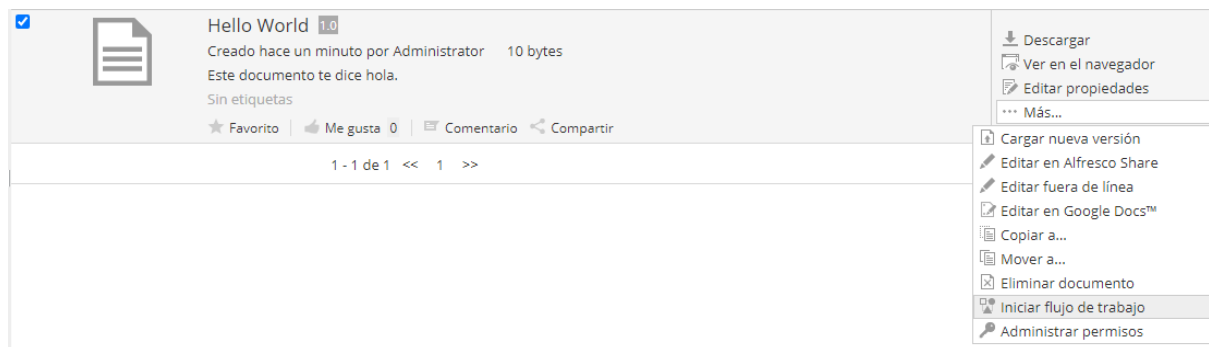 Hello World 1.0
Creado hace un minuto por Administrator 10 bytes
Este documento te dice hola.
Sin etiquetas
Favorito Me gusta 0 Comentario Compartir
1 - 1 de 1 << 1 >>
Descargar
Ver en el navegador
Editar propiedades
Más...
Cargar nueva versión
Editar en Alfresco Share
Editar fuera de línea
Editar en Google Docs™
Copiar a...
Mover a...
Eliminar documento
Iniciar flujo de trabajo
Administrar permisos